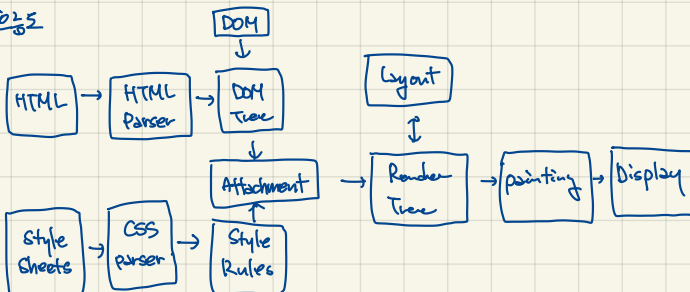 DOM
HTML
HTML
Parser
DOM
Tree
Layout
Attachment
Render
Tree
painting
Display
Style
Sheets
CSS
parser
Style
Rules